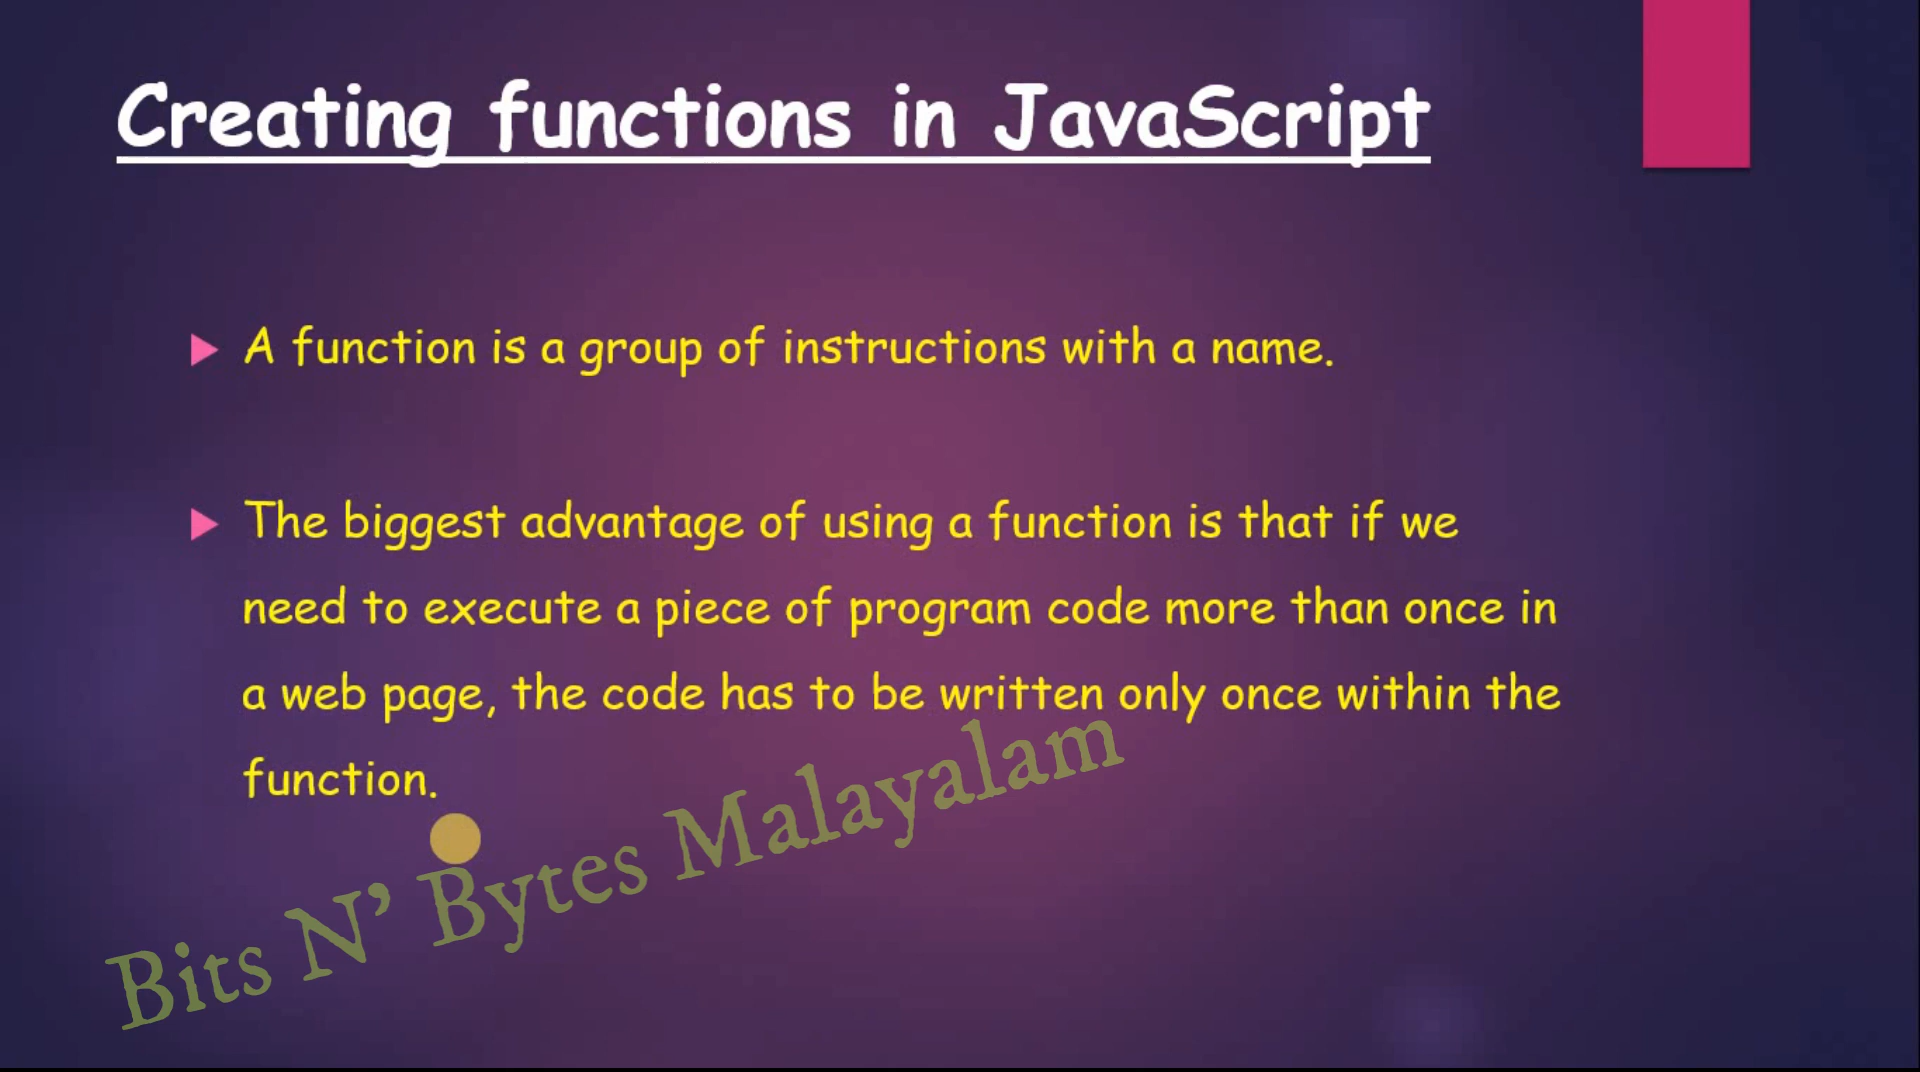 Creating functions in JavaScript
A function is a group of instructions with a name.
The biggest advantage of using a function is that if we
need to execute a piece of program code more than once in
a web page, the code has to be written only once within the
function.
Bits N’ Bytes Malayalam